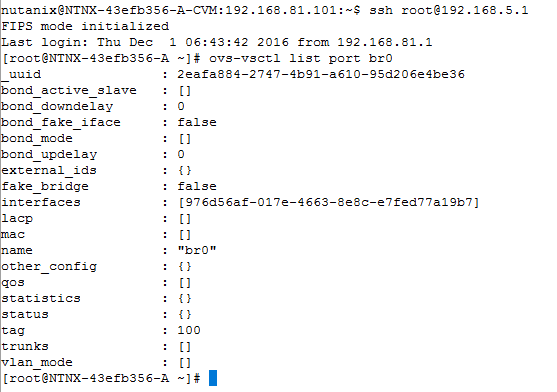 nutanix@NTNX-43efb356-A-CVM:192.168.81.101:~$ ssh root@192.168.5.1
FIPS mode initialized
Last login: Thu Dec  1 06:43:42 2016 from 192.168.81.1
[root@NTNX-43efb356-A ~]# ovs-vsctl list port br0
_uuid               : 2eafa884-2747-4b91-a610-95d206e4be36
bond_active_slave   : []
bond_downdelay      : 0
bond_fake_iface     : false
bond_mode           : []
bond_updelay        : 0
external_ids        : {}
fake_bridge         : false
interfaces          : [976d56af-017e-4663-8e8c-e7fed77a19b7]
lacp                : []
mac                 : []
name                : "br0"
other_config        : {}
qos                 : []
statistics          : {}
status              : {}
tag                 : 100
trunks              : []
vlan_mode           : []
[root@NTNX-43efb356-A ~]#